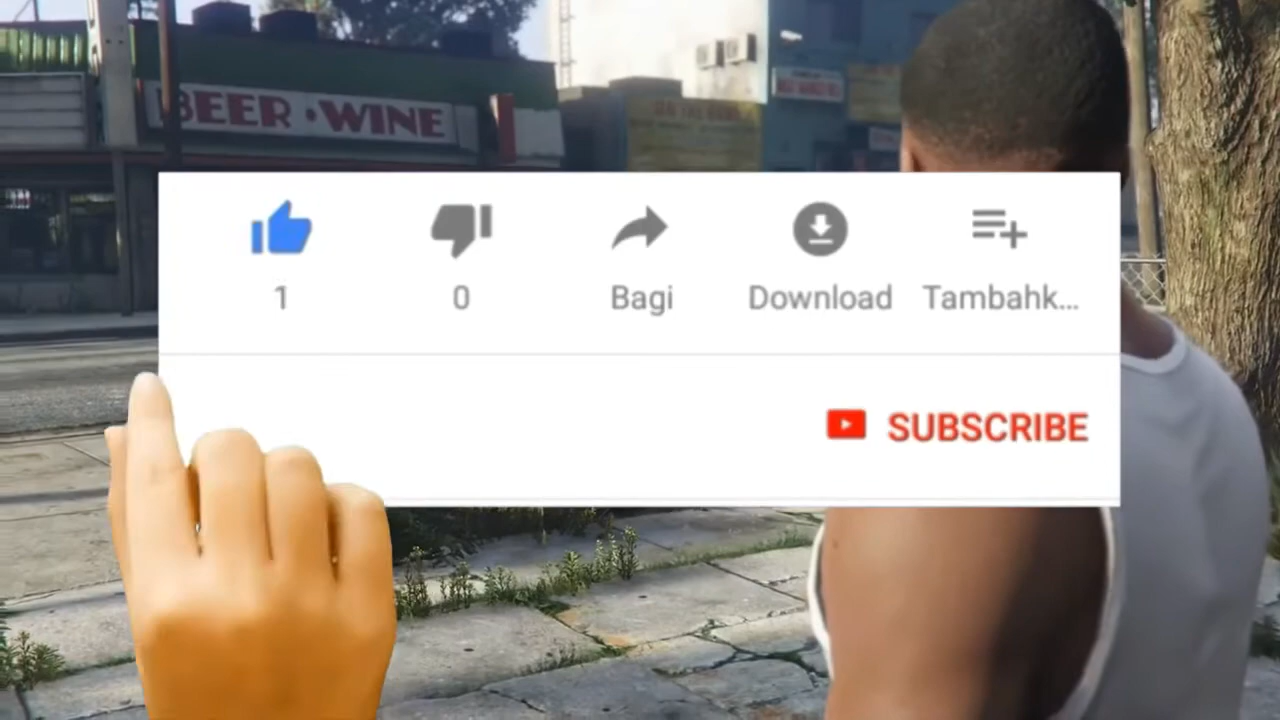 BEER • WINE
1
0
Bagi
Download
Tambahk...
SUBSCRIBE